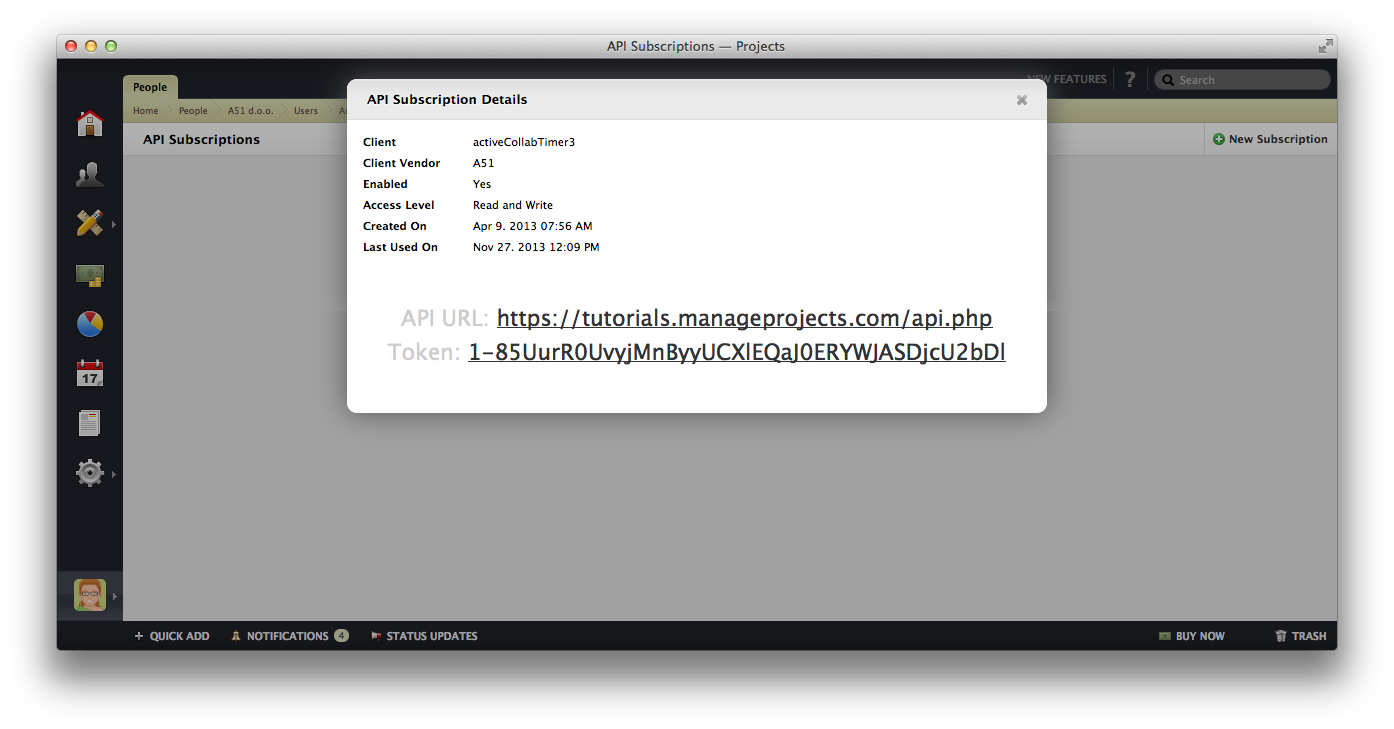 API Subscriptions — Projects
People
NEW FEATURES
?
Search
Home
People
A51 d.o.o.
Users
API Subscriptions
New Subscription
API Subscription Details
Client activeCollabTimer3
Client Vendor A51
Enabled Yes
Access Level Read and Write
Created On Apr 9. 2013 07:56 AM
Last Used On Nov 27. 2013 12:09 PM
API URL: https://tutorials.manageprojects.com/api.php
Token: 1-85UurR0UvyjMnByyUCXlEQaJ0ERYWJASDjcU2bDl
17
+ QUICK ADD
NOTIFICATIONS 4
STATUS UPDATES
BUY NOW
TRASH